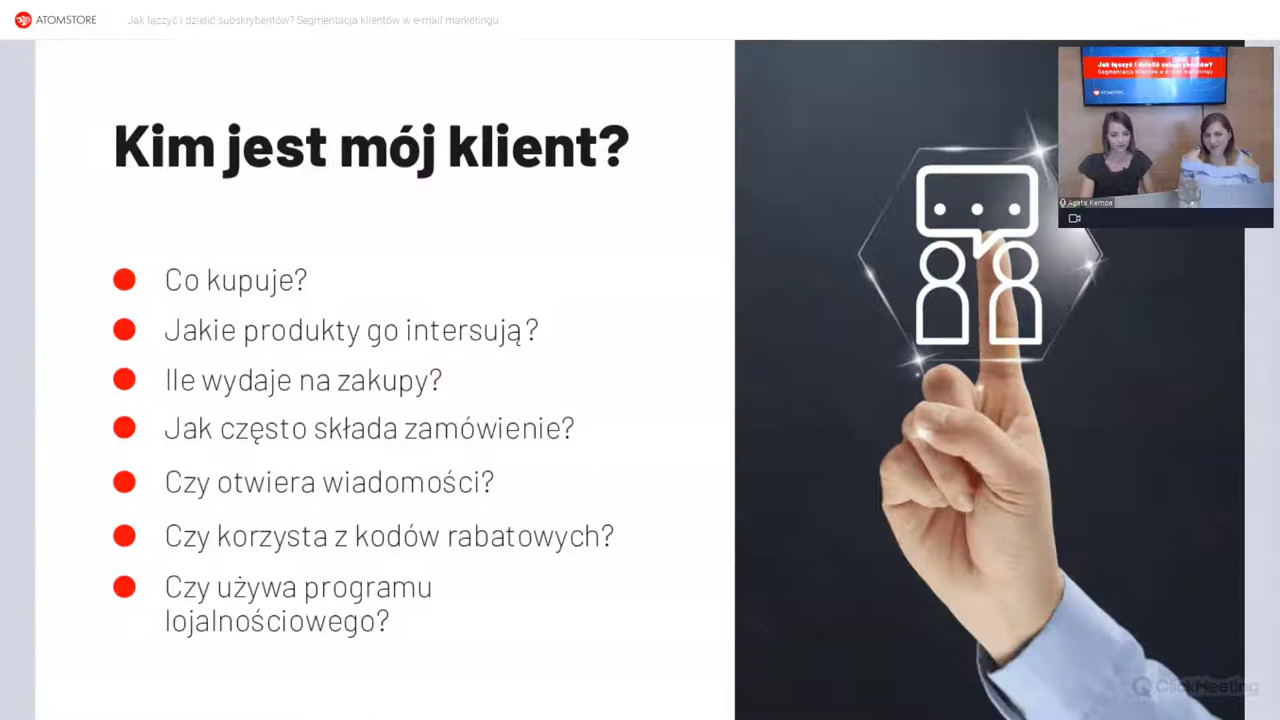 ATOMSTORE
Jak łączyć i dzielić subskrybentów? Segmentacja klientów w e-mail marketingu
Jak łączyć i dzielić subskrybentów?
Segmentacja klientów w e-mail marketingu
ATOMSTORE
Agata Kempa
Kim jest mój klient?
Co kupuje?
Jakie produkty go intersują?
Ile wydaje na zakupy?
Jak często składa zamówienie?
Czy otwiera wiadomości?
Czy korzysta z kodów rabatowych?
Czy używa programu
lojalnościowego?
ClickMeeting